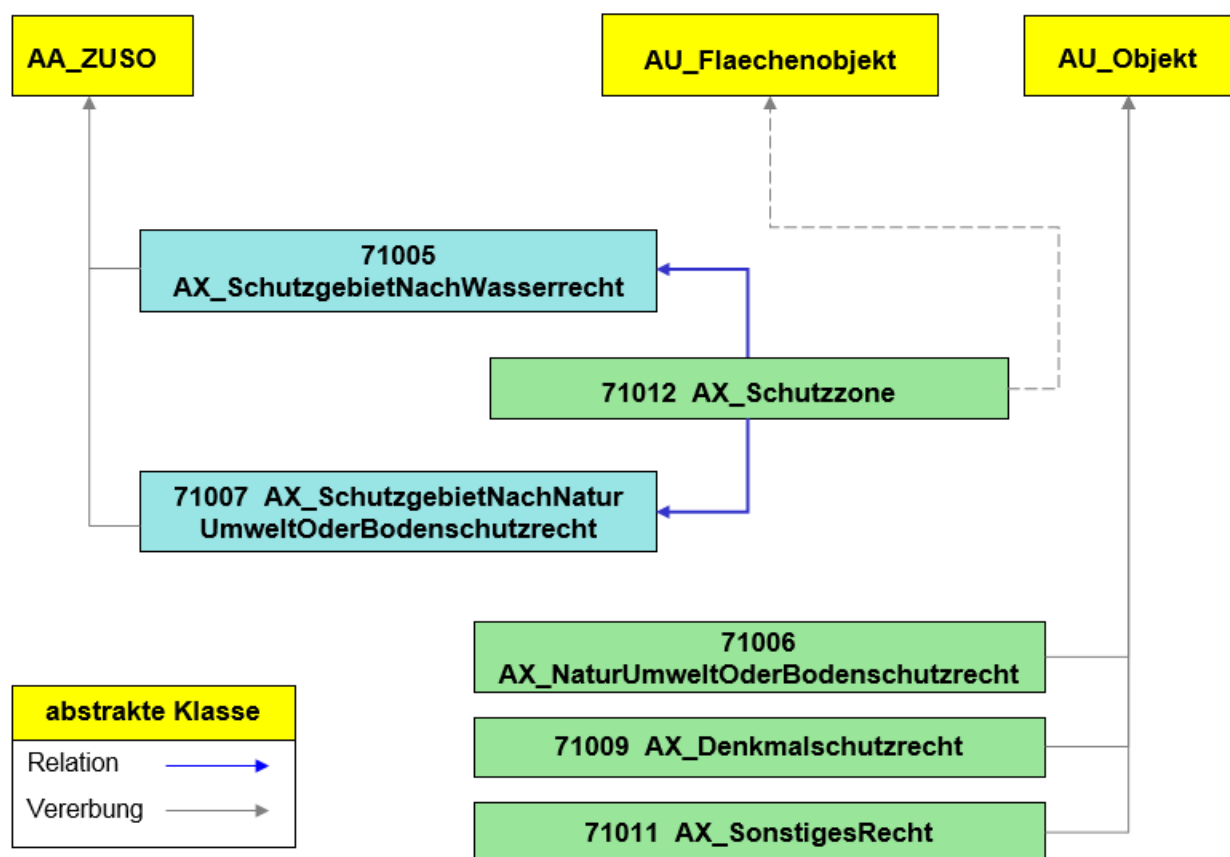 AA_ZUSO
AU_Flaechenobjekt
AU_Objekt
71005
AX_SchutzgebietNachWasserrecht
71012 AX_Schutzzone
71007 AX_SchutzgebietNachNatur
UmweltOderBodenschutzrecht
71006
AX_NaturUmweltOderBodenschutzrecht
71009 AX_Denkmalschutzrecht
71011 AX_SonstigesRecht
abstrakte Klasse
Relation
Vererbung